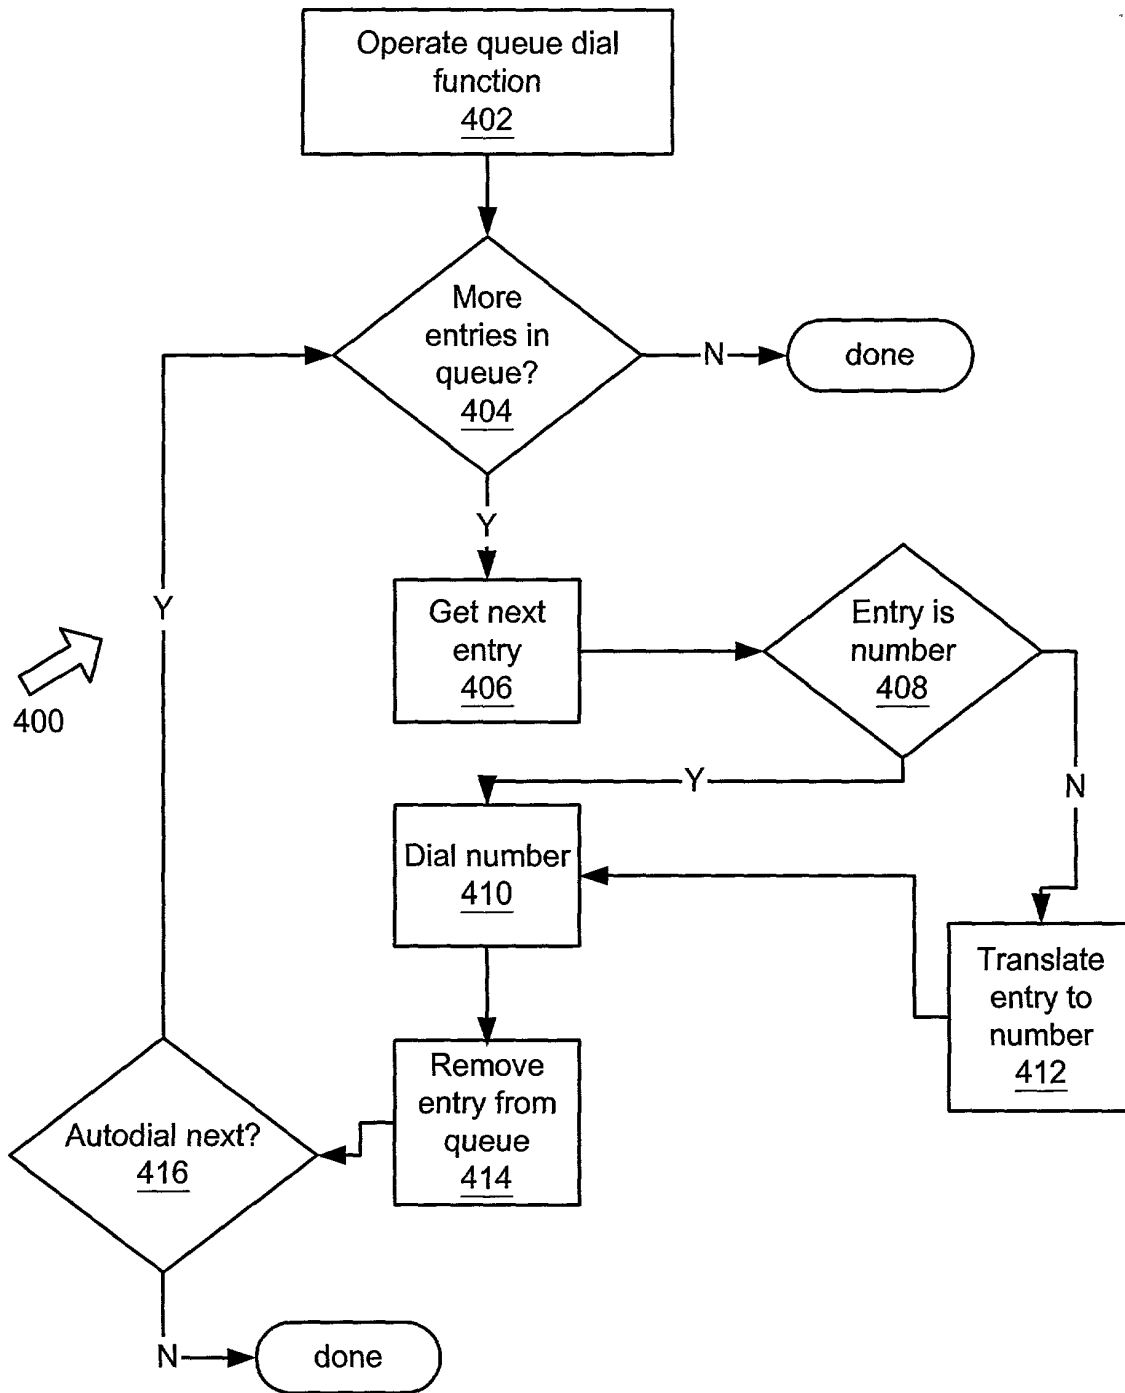 Operate queue dial
function
402
More
entries in
queue?
404
N
done
Y
Get next
entry
406
Entry is
number
408
Y
400
Y
N
Dial number
410
Translate
entry to
number
412
Remove
entry from
queue
414
Autodial next?
416
N
done